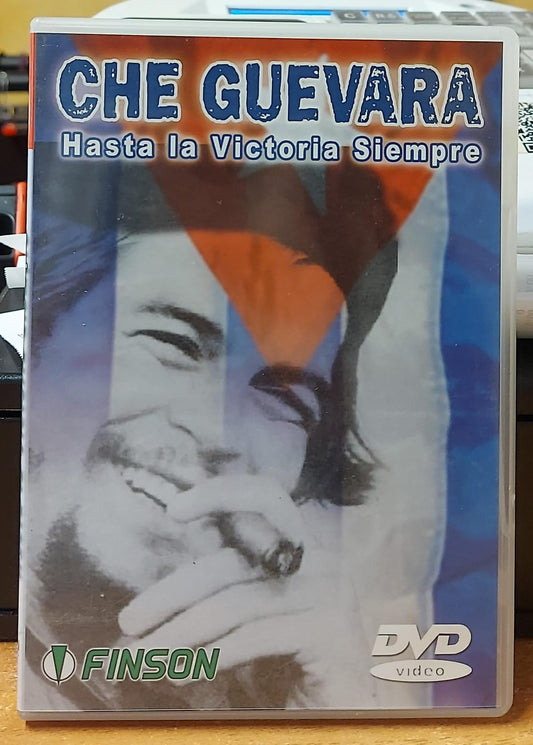 CHE GUEVARA
Hasta la Victoria Siempre
FINSON
DVD
VIDEO